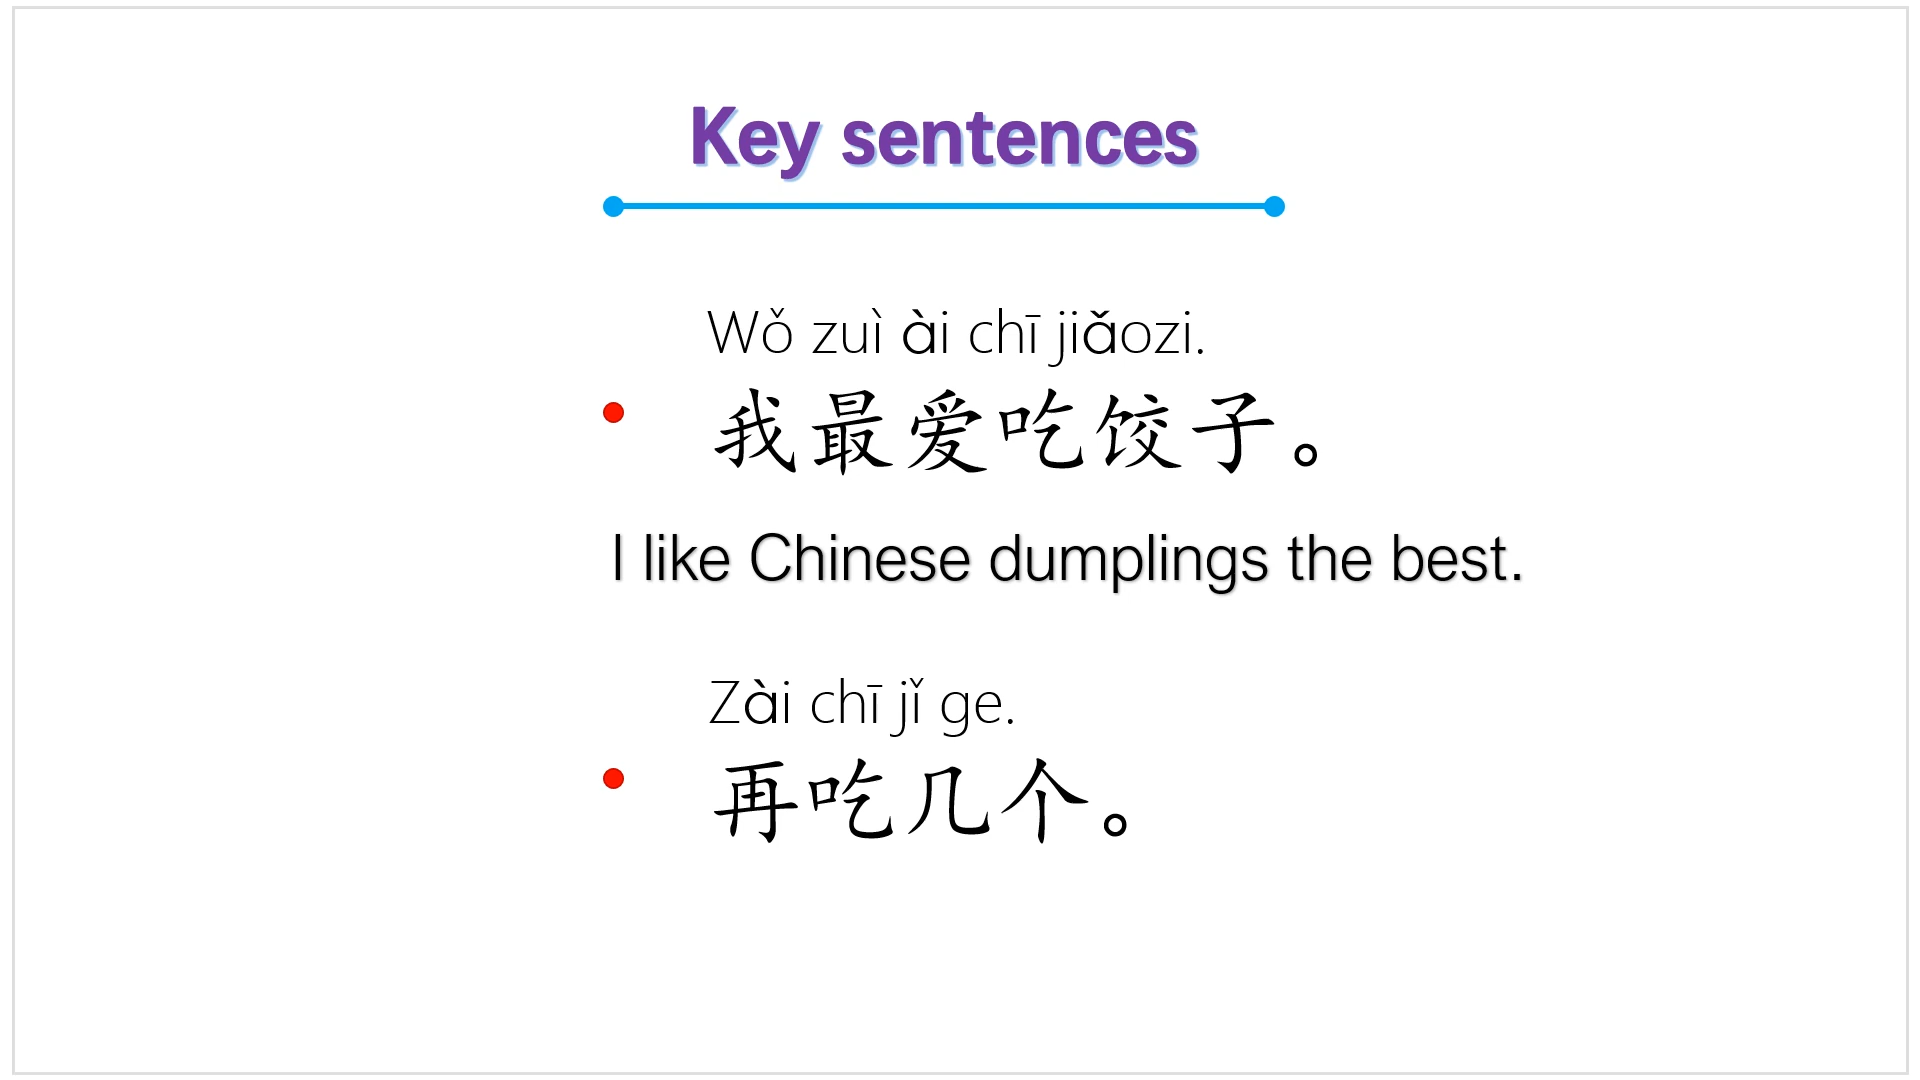 Key sentences
Wǒ zuì ài chī jiǎozi.
我最爱吃饺子。
I like Chinese dumplings the best.
Zài chī jǐ ge.
再吃几个。